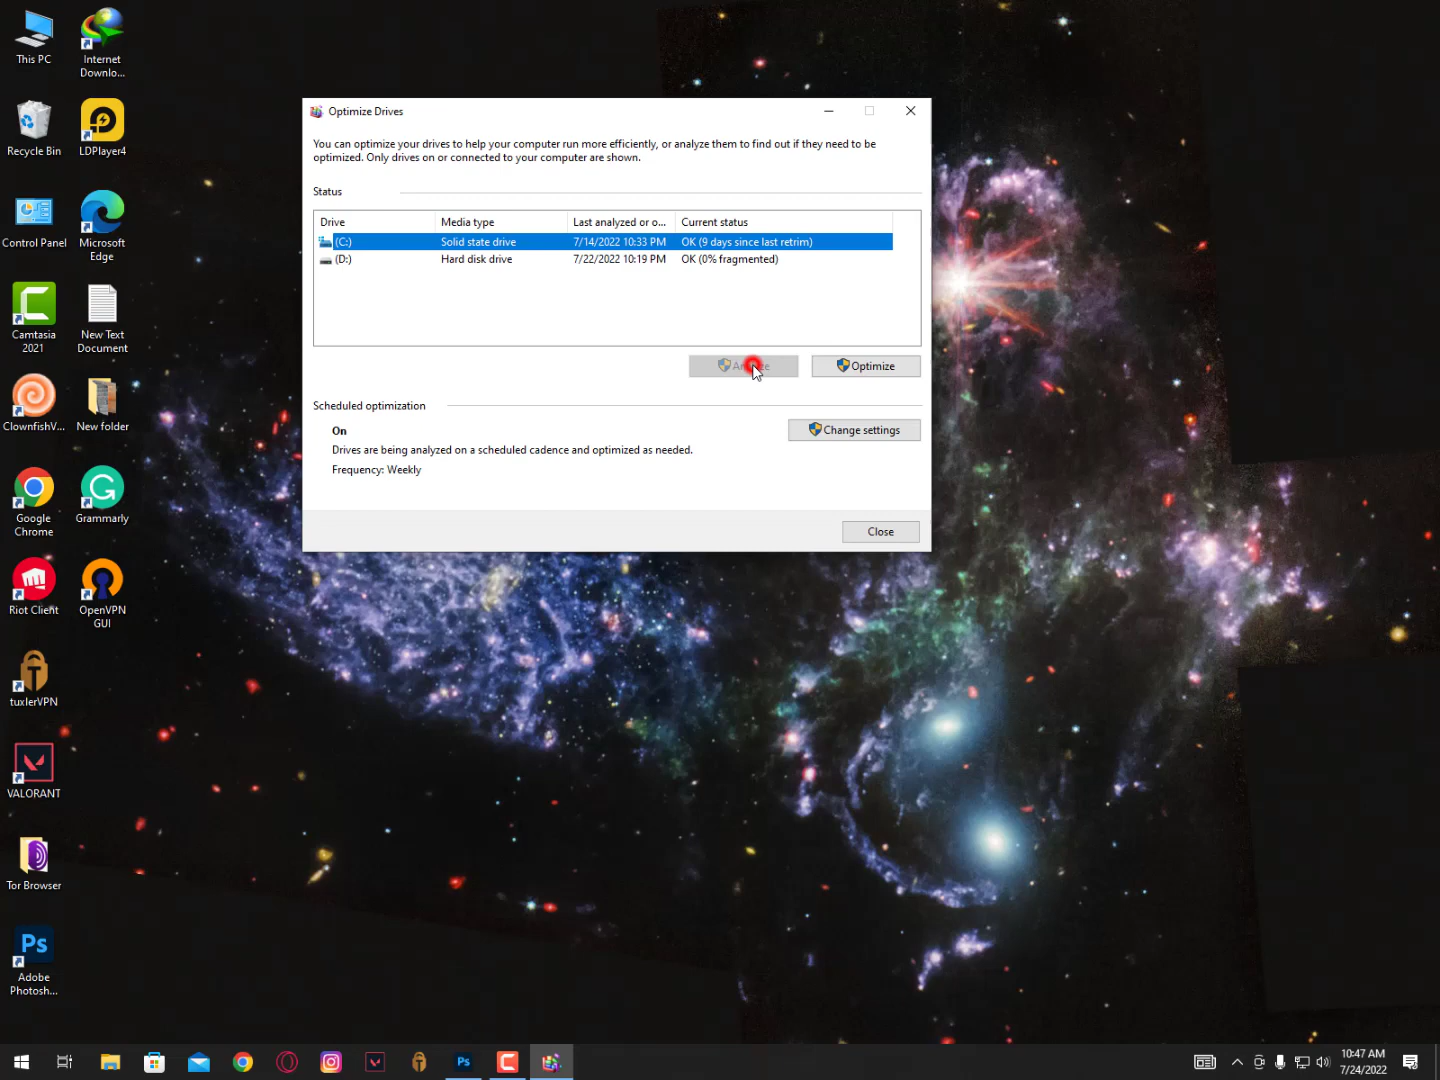 This PC
Internet
Downlo...
Recycle Bin
LDPlayer4
Control Panel
Microsoft
Edge
Camtasia
2021
New Text
Document
ClownfishV...
New folder
Google
Chrome
Grammarly
Riot Client
OpenVPN
GUI
tuxlerVPN
VALORANT
Tor Browser
Ps
Adobe
Photosh...
Optimize Drives
You can optimize your drives to help your computer run more efficiently, or analyze them to find out if they need to be
optimized. Only drives on or connected to your computer are shown.
Status
Drive Media type Last analyzed or o... Current status
(C:) Solid state drive 7/14/2022 10:33 PM OK (9 days since last retrim)
(D:) Hard disk drive 7/22/2022 10:19 PM OK (0% fragmented)
Optimize
Scheduled optimization
On
Change settings
Drives are being analyzed on a scheduled cadence and optimized as needed.
Frequency: Weekly
Close
Ps
10:47 AM
7/24/2022